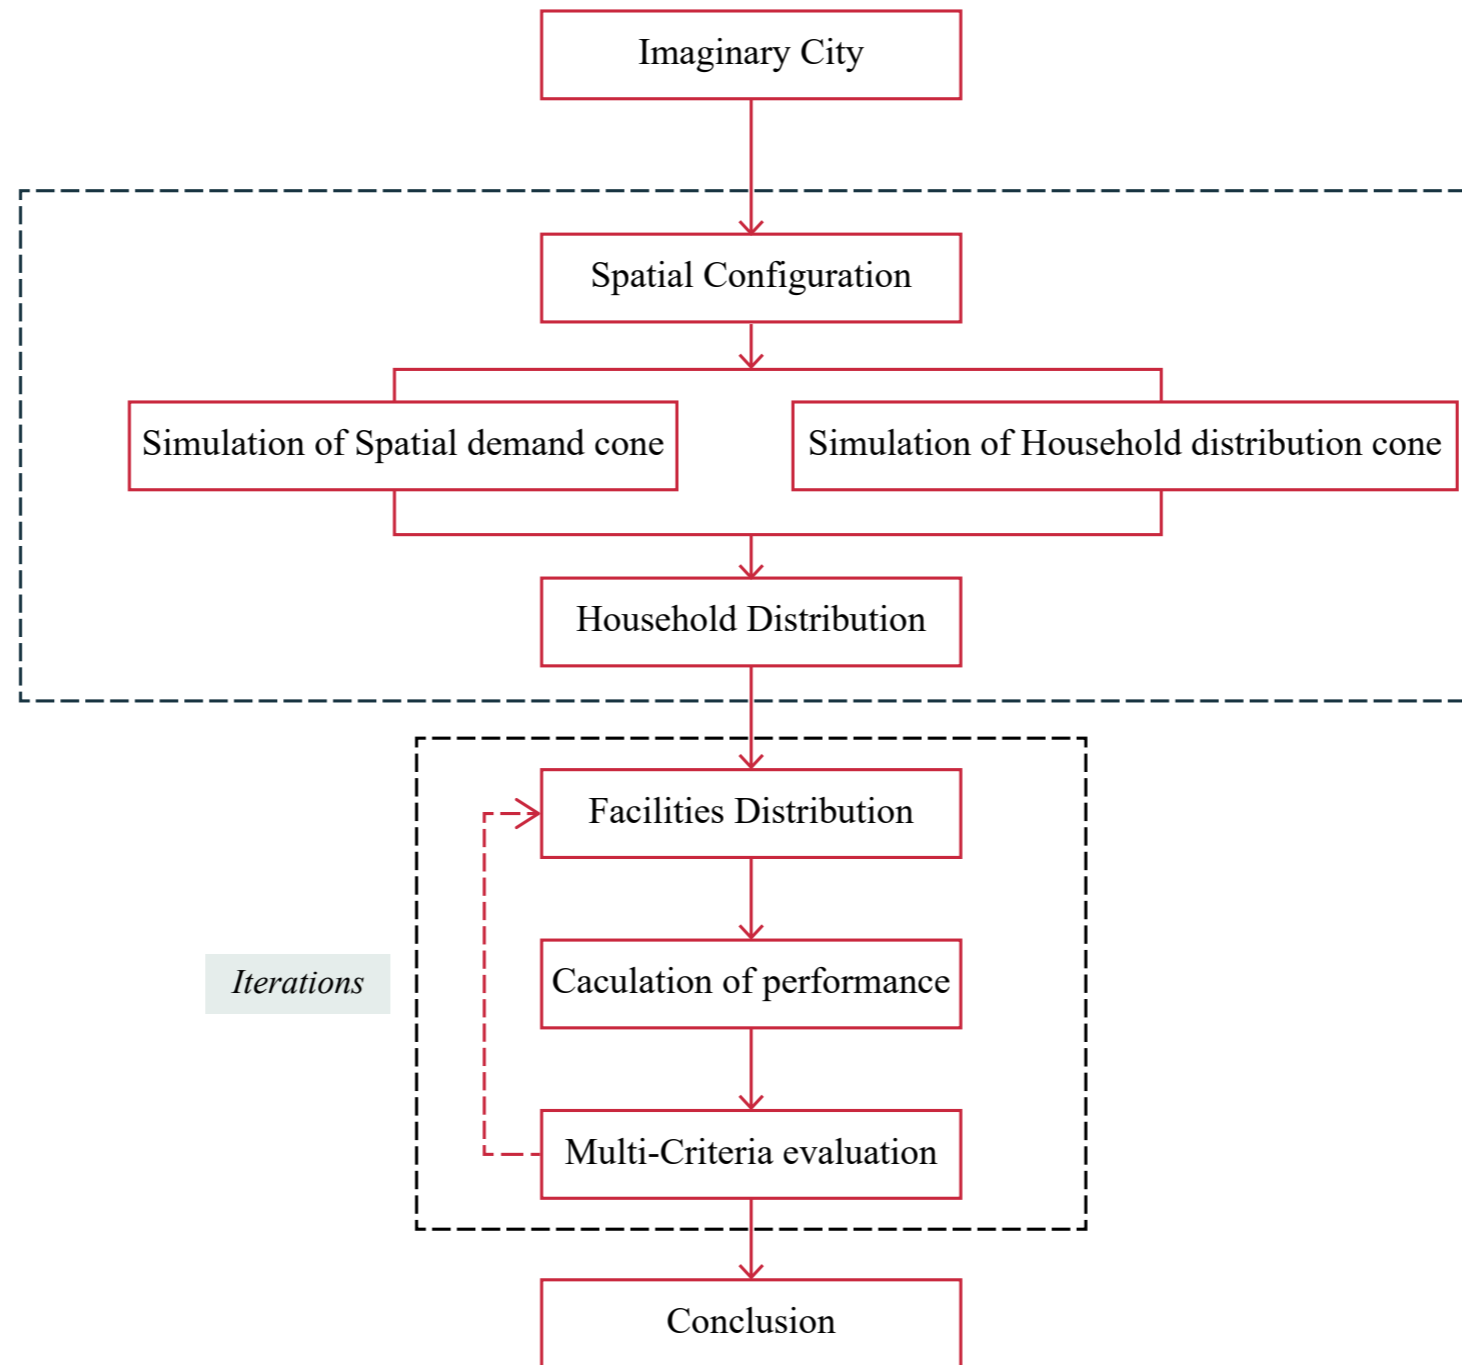 Imaginary City
Spatial Configuration
Simulation of Spatial demand cone
Simulation of Household distribution cone
Household Distribution
Facilities Distribution
Iterations
Caculation of performance
Multi-Criteria evaluation
Conclusion